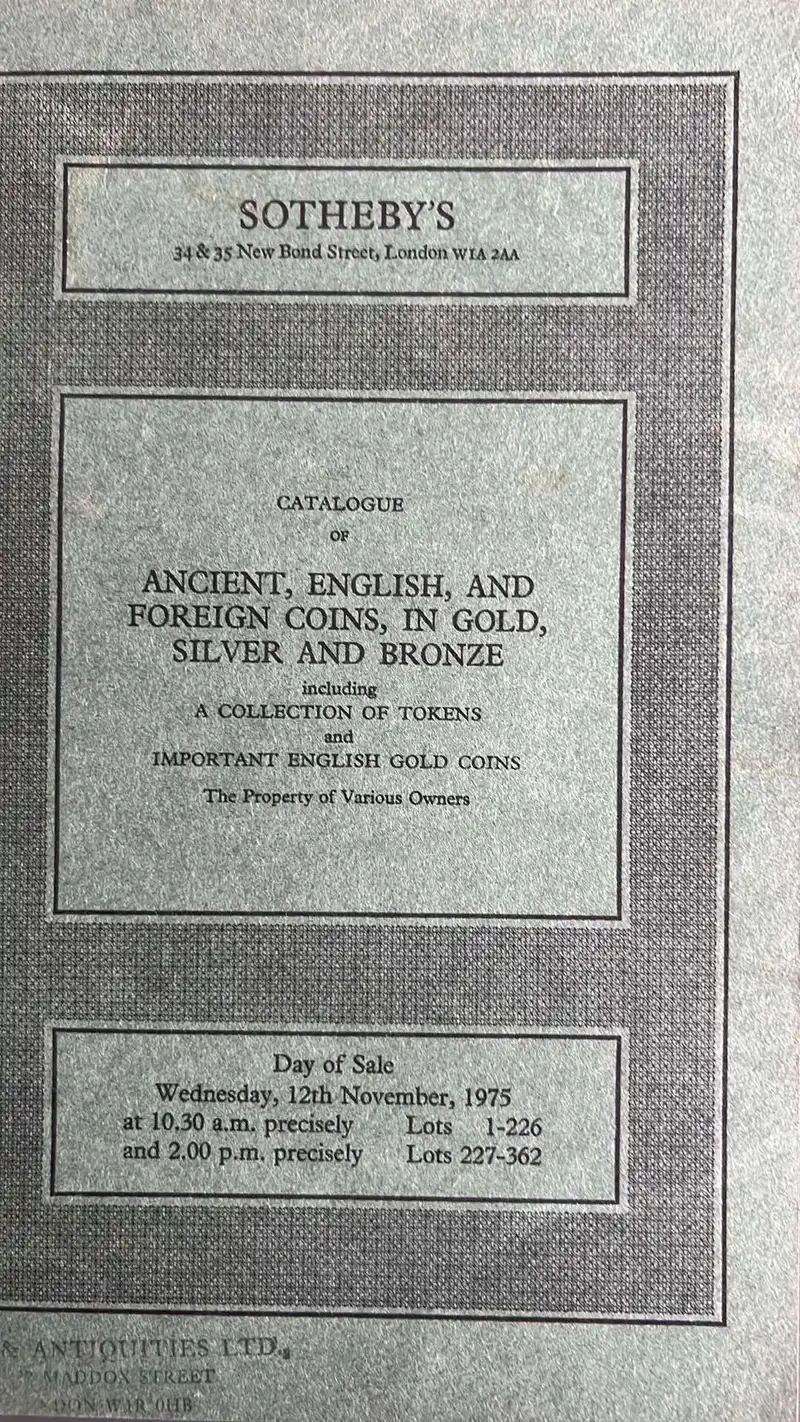 SOTHEBY'S
34 & 35 New Bond Street, London W1A 2AA
CATALOGUE
OF
ANCIENT, ENGLISH, AND
FOREIGN COINS, IN GOLD,
SILVER AND BRONZE
including
A COLLECTION OF TOKENS
and
IMPORTANT ENGLISH GOLD COINS
The Property of Various Owners
Day of Sale
Wednesday, 12th November, 1975
at 10.30 a.m. precisely Lots 1-226
and 2.00 p.m. precisely Lots 227-362
& ANTIQUITIES LTD.,
MADDOX STREET
W1R 0HB